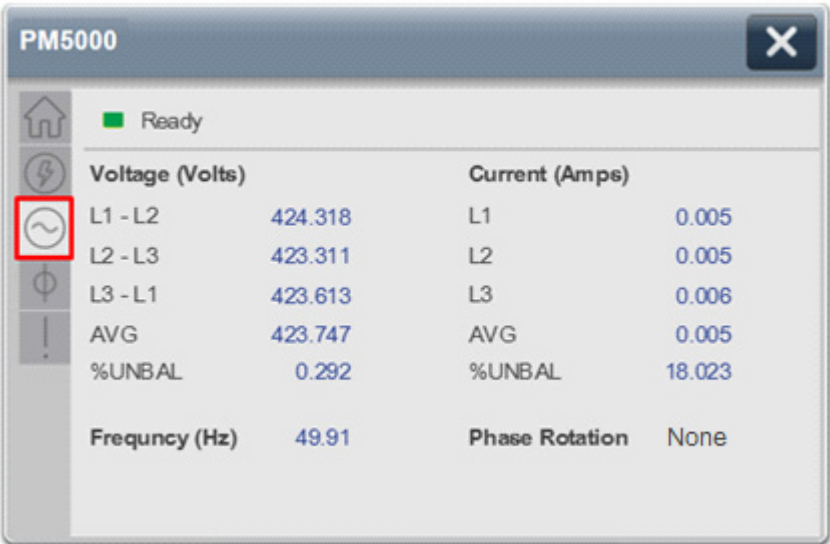 PM5000
Ready
Voltage (Volts) Current (Amps)
L1 - L2 424.318 L1 0.005
L2 - L3 423.311 L2 0.005
L3 - L1 423.613 L3 0.006
AVG 423.747 AVG 0.005
%UNBAL 0.292 %UNBAL 18.023
Frequncy (Hz) 49.91 Phase Rotation None